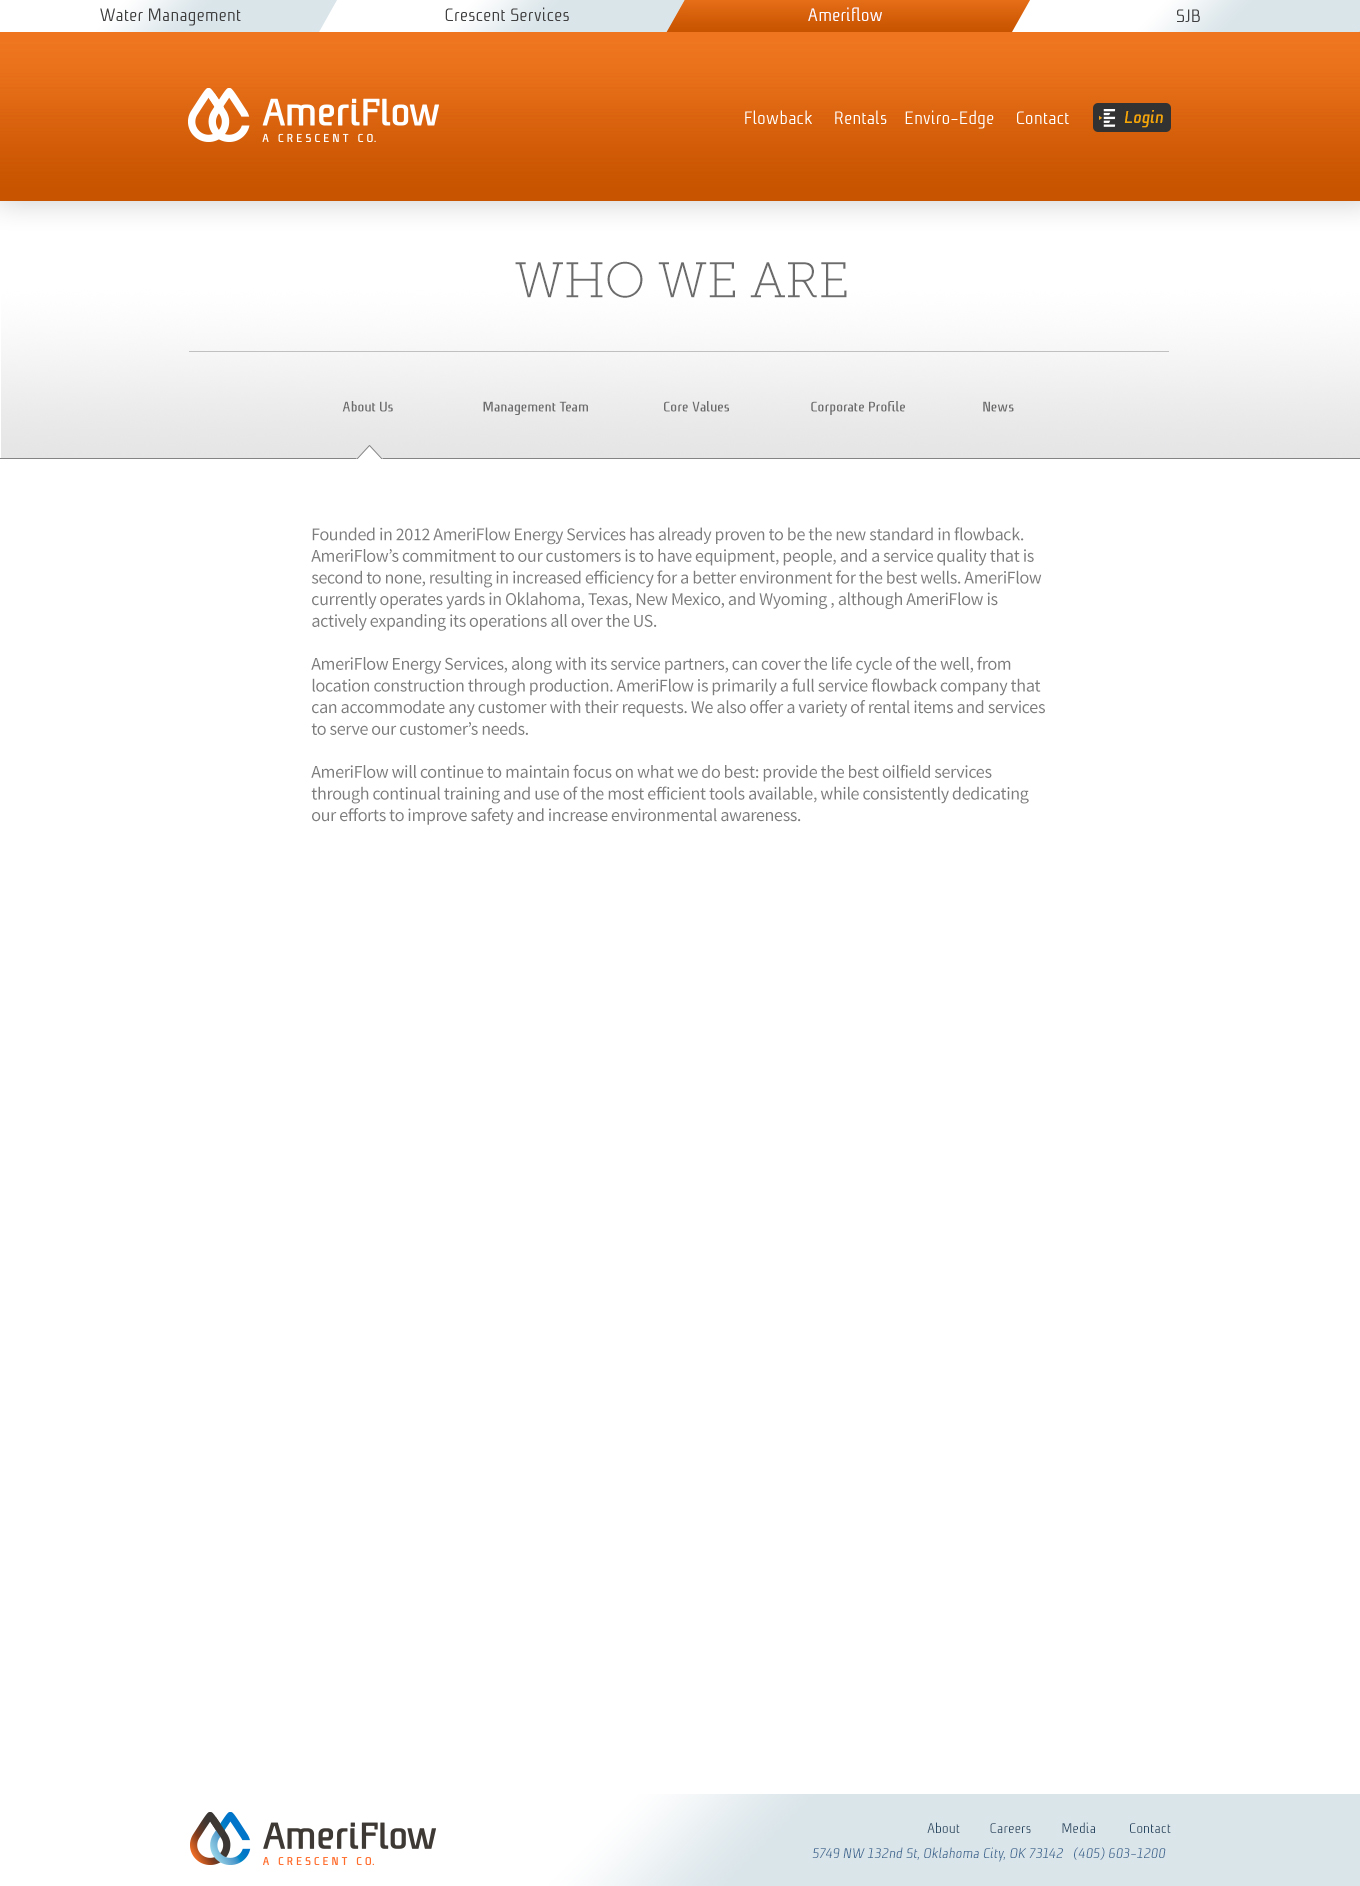 Water Management Crescent Services Ameriflow SJB
AmeriFlow
A CRESCENT CO.
Flowback Rentals Enviro-Edge Contact Login
WHO WE ARE
About Us Management Team Core Values Corporate Profile News
Founded in 2012 AmeriFlow Energy Services has already proven to be the new standard in flowback.
AmeriFlow’s commitment to our customers is to have equipment, people, and a service quality that is
second to none, resulting in increased efficiency for a better environment for the best wells. AmeriFlow
currently operates yards in Oklahoma, Texas, New Mexico, and Wyoming , although AmeriFlow is
actively expanding its operations all over the US.
AmeriFlow Energy Services, along with its service partners, can cover the life cycle of the well, from
location construction through production. AmeriFlow is primarily a full service flowback company that
can accommodate any customer with their requests. We also offer a variety of rental items and services
to serve our customer’s needs.
AmeriFlow will continue to maintain focus on what we do best: provide the best oilfield services
through continual training and use of the most efficient tools available, while consistently dedicating
our efforts to improve safety and increase environmental awareness.
AmeriFlow
A CRESCENT CO.
About Careers Media Contact
5749 NW 132nd St, Oklahoma City, OK 73142 (405) 603-1200